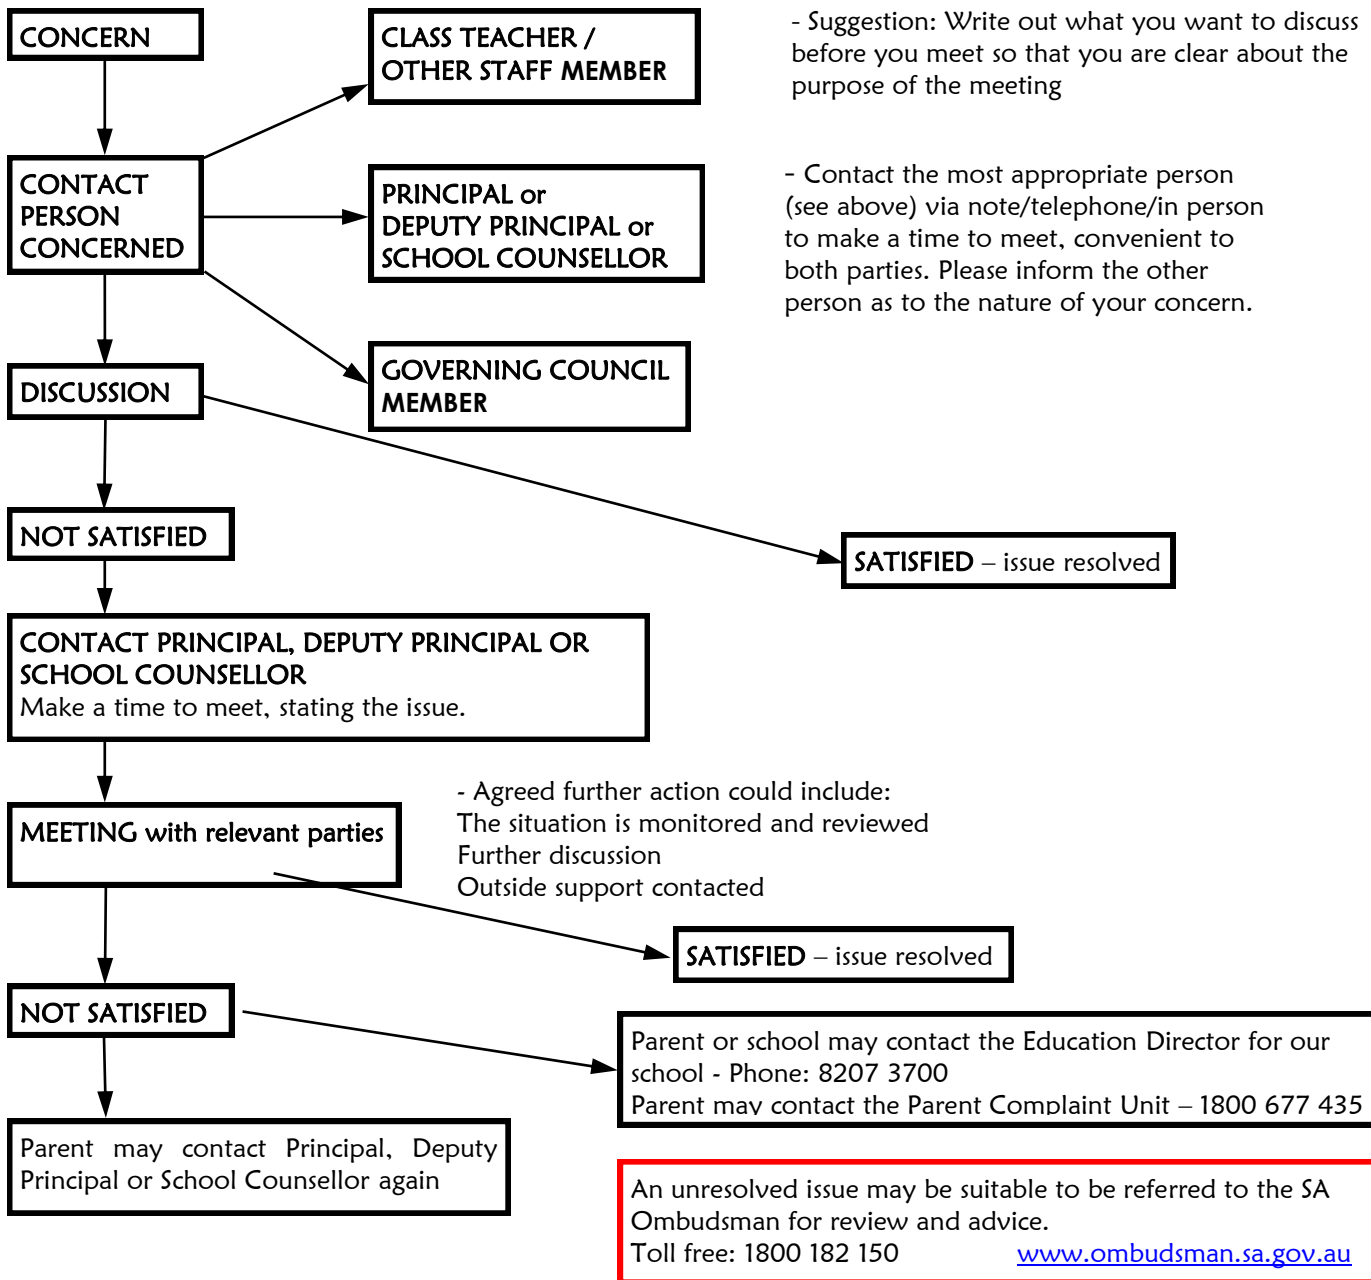 CONCERN
CLASS TEACHER /
OTHER STAFF MEMBER
- Suggestion: Write out what you want to discuss
before you meet so that you are clear about the
purpose of the meeting
CONTACT
PERSON
CONCERNED
PRINCIPAL or
DEPUTY PRINCIPAL or
SCHOOL COUNSELLOR
- Contact the most appropriate person
(see above) via note/telephone/in person
to make a time to meet, convenient to
both parties. Please inform the other
person as to the nature of your concern.
DISCUSSION
GOVERNING COUNCIL
MEMBER
NOT SATISFIED
SATISFIED – issue resolved
CONTACT PRINCIPAL, DEPUTY PRINCIPAL OR
SCHOOL COUNSELLOR
Make a time to meet, stating the issue.
MEETING with relevant parties
- Agreed further action could include:
The situation is monitored and reviewed
Further discussion
Outside support contacted
SATISFIED – issue resolved
NOT SATISFIED
Parent or school may contact the Education Director for our
school - Phone: 8207 3700
Parent may contact the Parent Complaint Unit – 1800 677 435
Parent may contact Principal, Deputy
Principal or School Counsellor again
An unresolved issue may be suitable to be referred to the SA
Ombudsman for review and advice.
Toll free: 1800 182 150 www.ombudsman.sa.gov.au